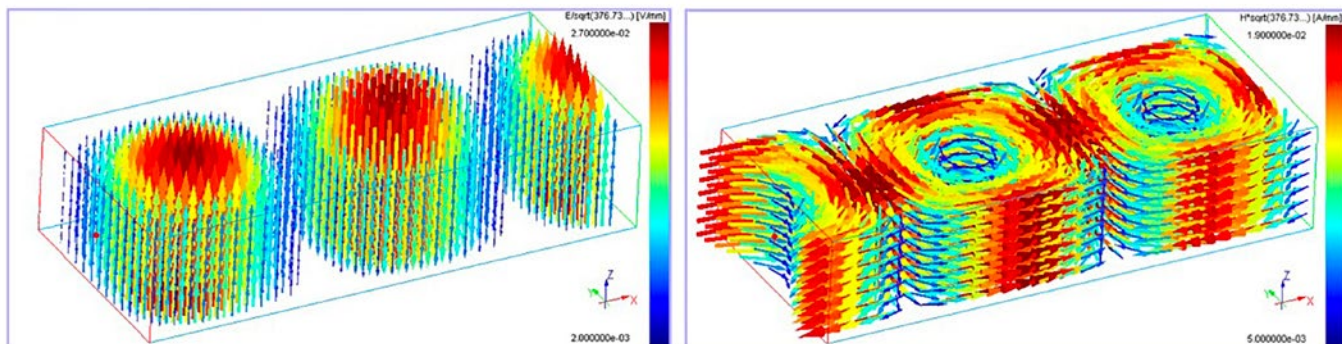 E/sqrt(376.73...) [V/mm]
2.700000e-02
Z
Y
X
2.000000e-03
H*sqrt(376.73...) [A/mm]
1.900000e-02
Z
Y
X
5.000000e-03